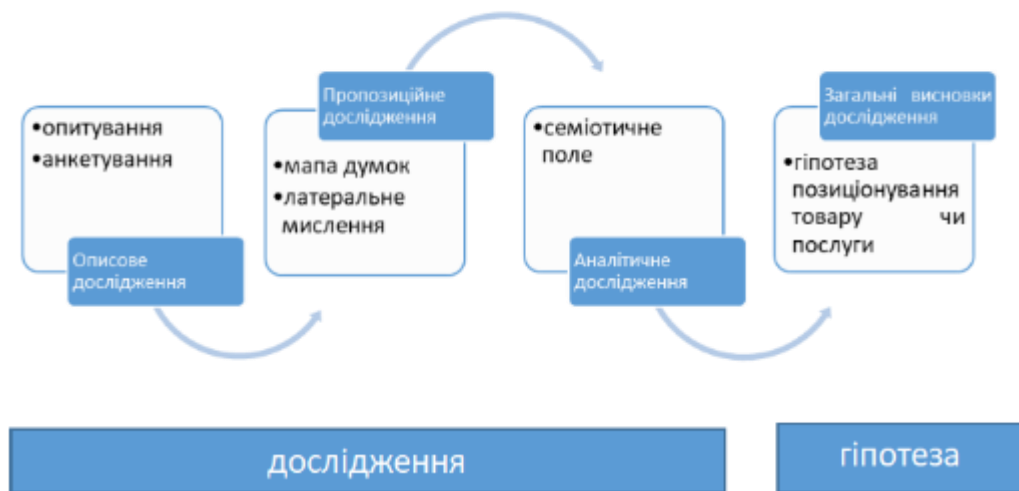 •опитування
•анкетування
Описове
дослідження
Пропозиційне
дослідження
•мапа думок
•латеральне
мислення
•семіотичне
поле
Аналітичне
дослідження
Загальні висновки
дослідження
•гіпотеза
позиціонування
товару чи
послуги
дослідження
гіпотеза